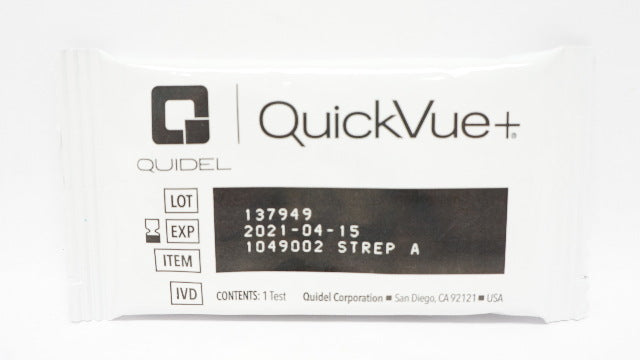 QUIDEL
QuickVue+®
LOT 137949
EXP 2021-04-15
ITEM 1049002 STREP A
IVD CONTENTS: 1 Test Quidel Corporation ■ San Diego, CA 92121 ■ USA